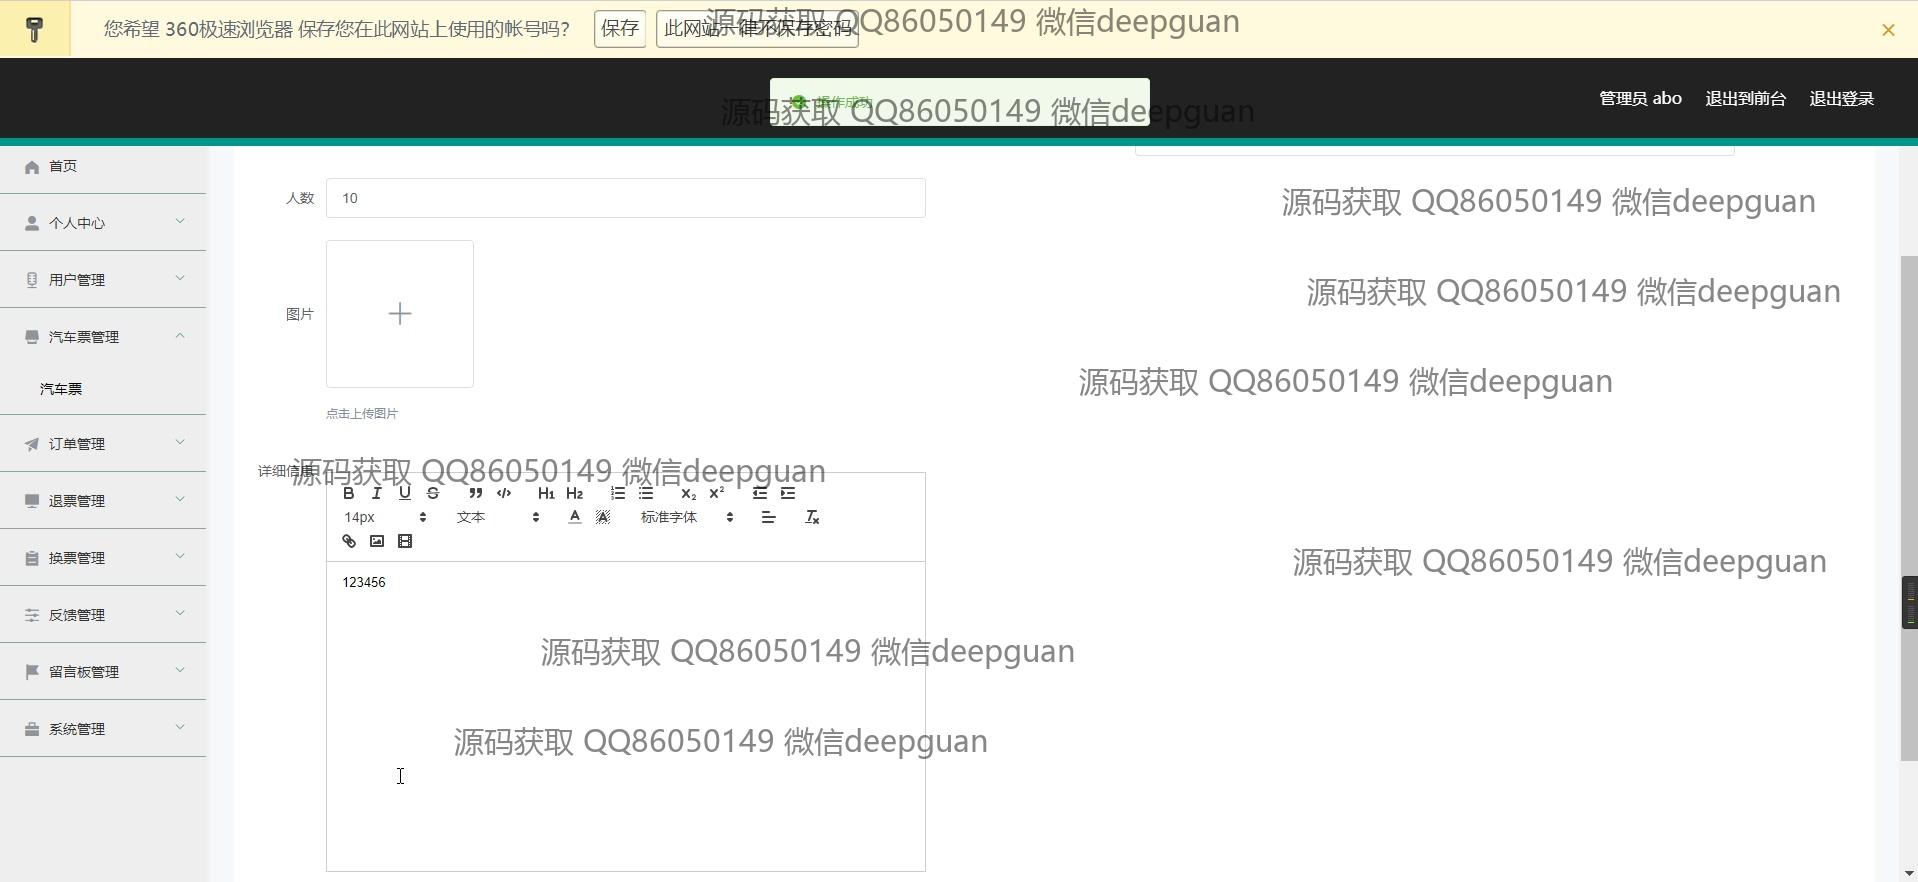 您希望 360极速浏览器 保存您在此网站上使用的帐号吗？ 保存 此网站一律不保存密码
源码获取 QQ86050149 微信deepguan
操作成功
源码获取 QQ86050149 微信deepguan
管理员 abo 退出到前台 退出登录
首页
个人中心
用户管理
汽车票管理
汽车票
订单管理
退票管理
换票管理
反馈管理
留言板管理
系统管理
人数 10
源码获取 QQ86050149 微信deepguan
源码获取 QQ86050149 微信deepguan
图片
源码获取 QQ86050149 微信deepguan
点击上传图片
详细信息
源码获取 QQ86050149 微信deepguan
B I U S H1 H2 X2 X2
14px 文本 A A 标准字体 Tx
源码获取 QQ86050149 微信deepguan
123456
源码获取 QQ86050149 微信deepguan
源码获取 QQ86050149 微信deepguan